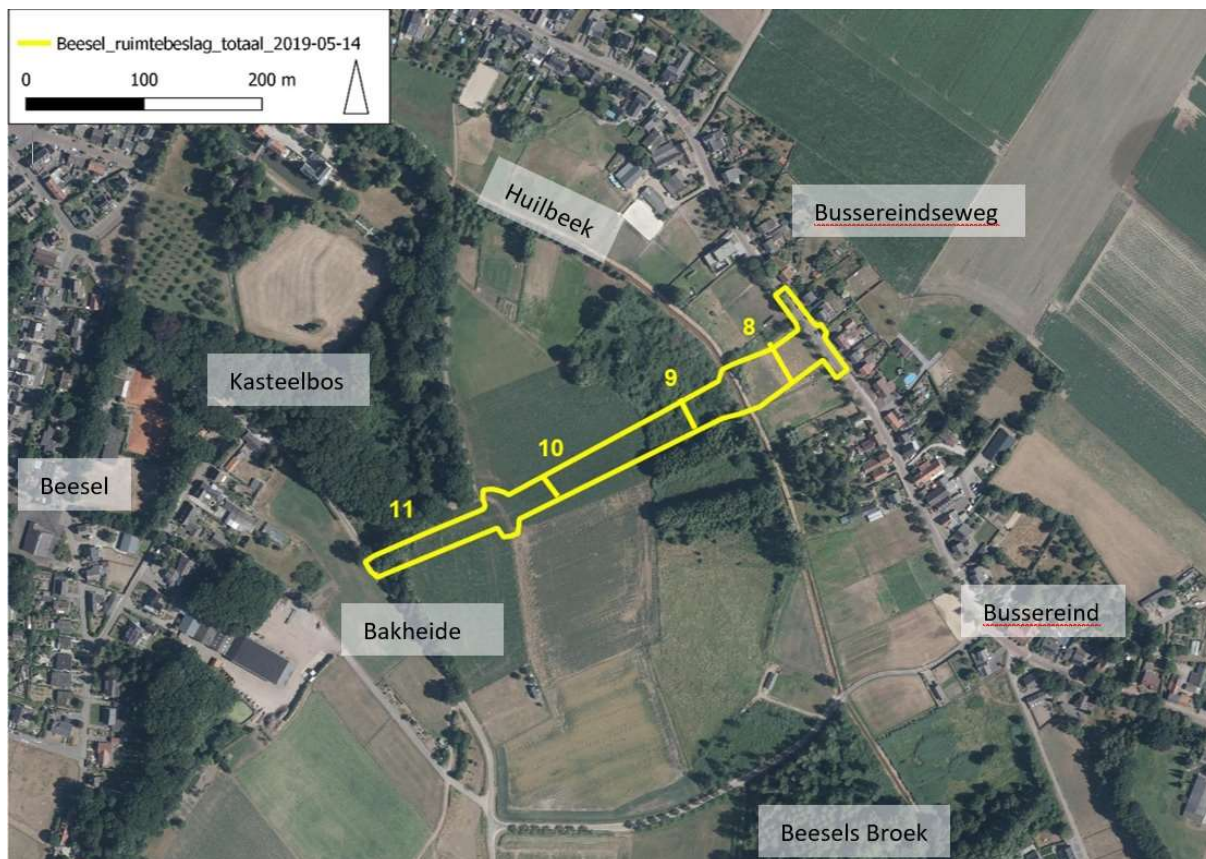 Beesel_ruimtebeslag_totaal_2019-05-14
0 100 200 m
Huilbeek
Bussereindseweg
8
Kasteelbos
9
10
Beesel
11
Bakheide
Bussereind
Beesels Broek